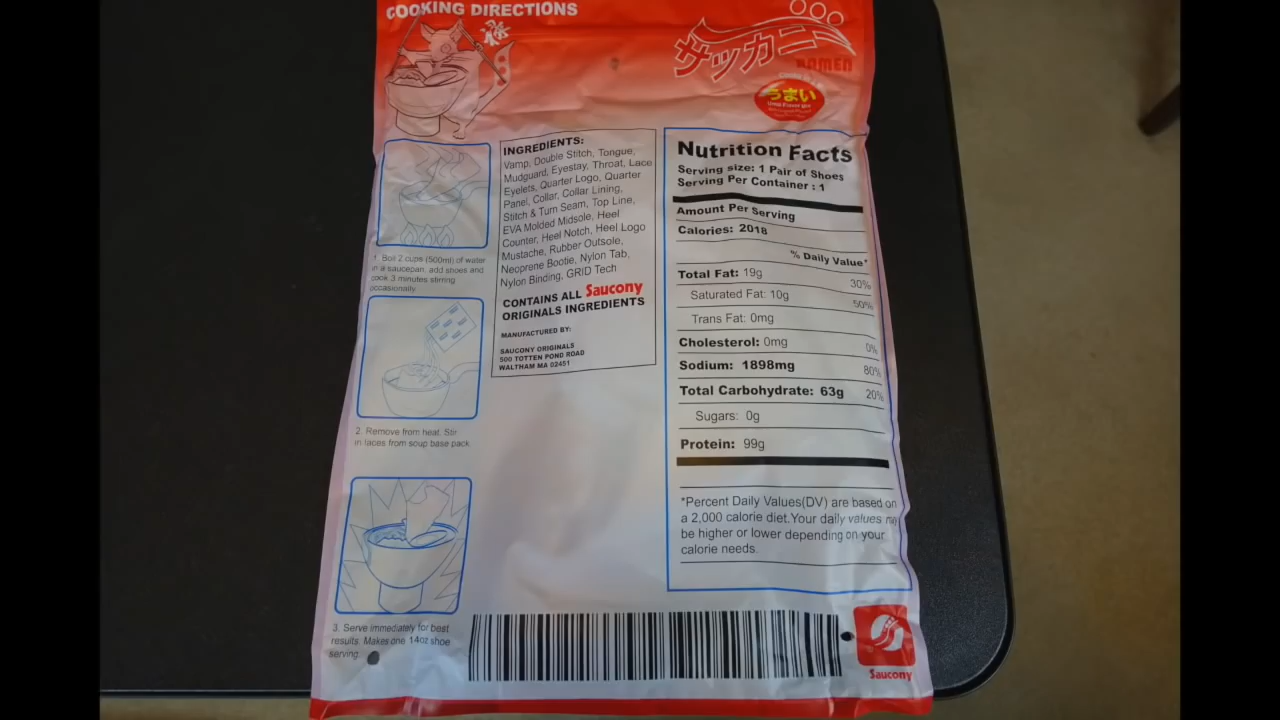 COOKING DIRECTIONS
福
サッカニー
RAMEN
うまい
Umai Flavor Mix
INGREDIENTS:
Vamp, Double Stitch, Tongue,
Mudguard, Eyestay, Throat, Lace
Eyelets, Quarter Logo, Quarter
Panel, Collar, Collar Lining,
Stitch & Turn Seam, Top Line,
EVA Molded Midsole, Heel
Counter, Heel Notch, Heel Logo
Mustache, Rubber Outsole,
Neoprene Bootie, Nylon Tab,
Nylon Binding, GRID Tech
CONTAINS ALL Saucony
ORIGINALS INGREDIENTS
MANUFACTURED BY:
SAUCONY ORIGINALS
500 TOTTEN POND ROAD
WALTHAM MA 02451
1. Boil 2 cups (500ml) of water
in a saucepan, add shoes and
cook 3 minutes stirring
occasionally.
2. Remove from heat. Stir
in laces from soup base pack.
3. Serve immediately for best
results. Makes one 14oz shoe
serving.
Nutrition Facts
Serving size: 1 Pair of Shoes
Serving Per Container : 1
Amount Per Serving
Calories: 2018
% Daily Value*
Total Fat: 19g 30%
Saturated Fat: 10g 50%
Trans Fat: 0mg
Cholesterol: 0mg 0%
Sodium: 1898mg 80%
Total Carbohydrate: 63g 20%
Sugars: 0g
Protein: 99g
*Percent Daily Values(DV) are based on
a 2,000 calorie diet.Your daily values may
be higher or lower depending on your
calorie needs.
Saucony